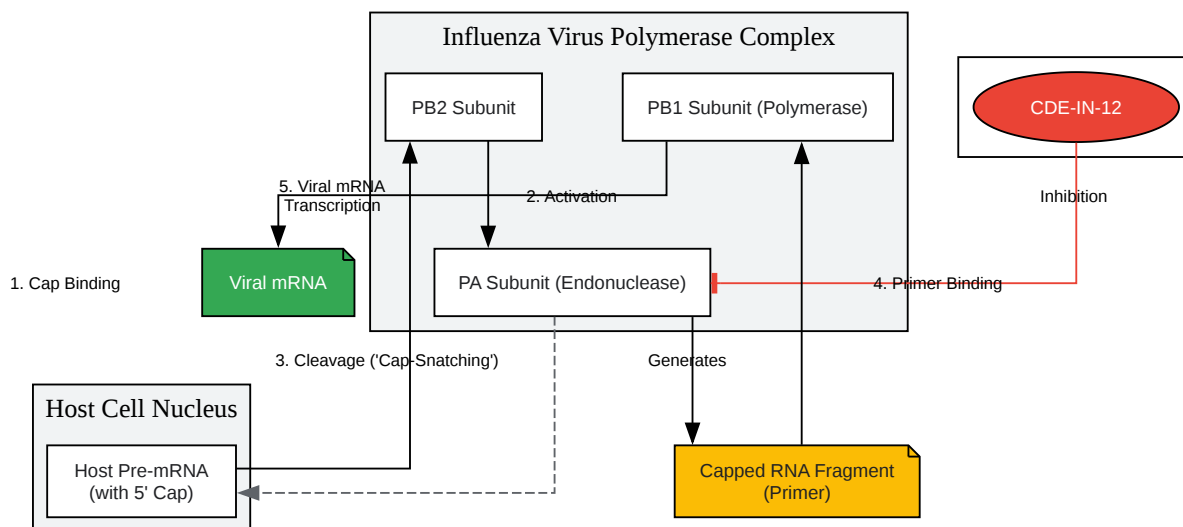 Influenza Virus Polymerase Complex
PB2 Subunit
PB1 Subunit (Polymerase)
CDE-IN-12
5. Viral mRNA
Transcription
2. Activation
Inhibition
1. Cap Binding
Viral mRNA
PA Subunit (Endonuclease)
4. Primer Binding
3. Cleavage ('Cap-Snatching')
Generates
Host Cell Nucleus
Host Pre-mRNA
(with 5' Cap)
Capped RNA Fragment
(Primer)